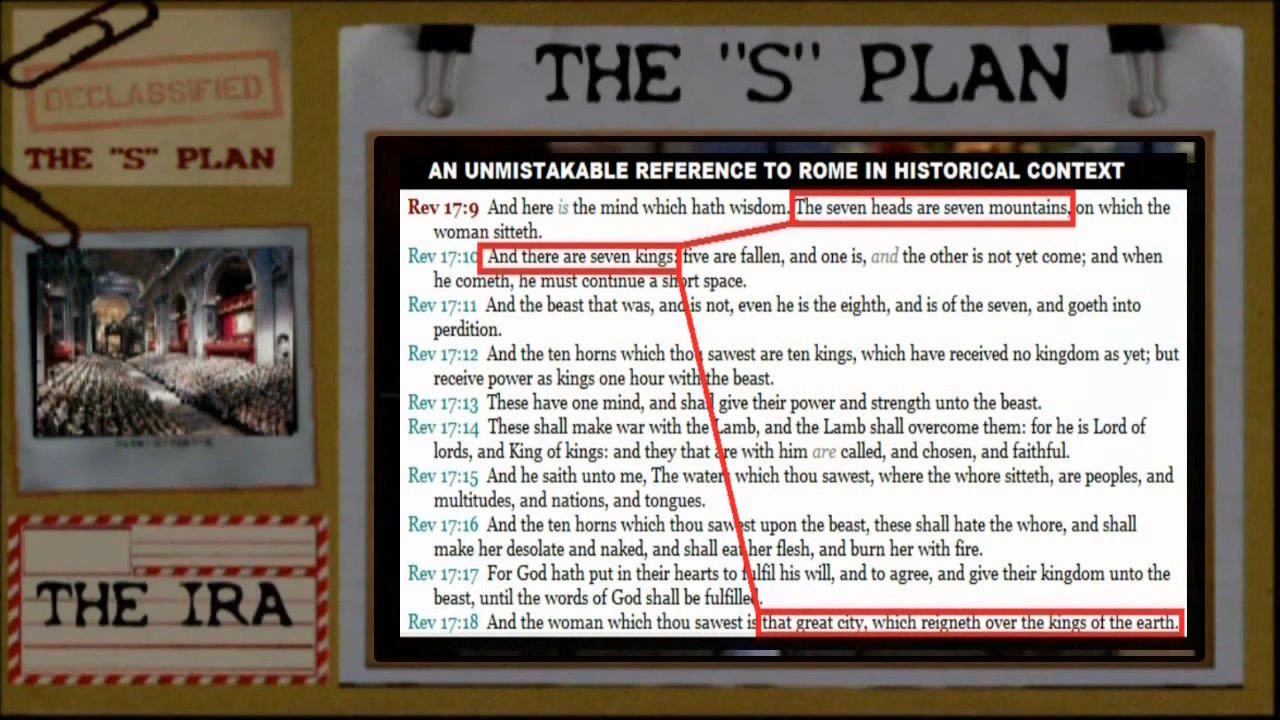 DECLASSIFIED
THE "S" PLAN
THE IRA
THE "S" PLAN
AN UNMISTAKABLE REFERENCE TO ROME IN HISTORICAL CONTEXT
Rev 17:9 And here is the mind which hath wisdom. The seven heads are seven mountains, on which the
woman sitteth.
Rev 17:10 And there are seven kings: five are fallen, and one is, and the other is not yet come; and when
he cometh, he must continue a short space.
Rev 17:11 And the beast that was, and is not, even he is the eighth, and is of the seven, and goeth into
perdition.
Rev 17:12 And the ten horns which thou sawest are ten kings, which have received no kingdom as yet; but
receive power as kings one hour with the beast.
Rev 17:13 These have one mind, and shall give their power and strength unto the beast.
Rev 17:14 These shall make war with the Lamb, and the Lamb shall overcome them: for he is Lord of
lords, and King of kings: and they that are with him are called, and chosen, and faithful.
Rev 17:15 And he saith unto me, The waters which thou sawest, where the whore sitteth, are peoples, and
multitudes, and nations, and tongues.
Rev 17:16 And the ten horns which thou sawest upon the beast, these shall hate the whore, and shall
make her desolate and naked, and shall eat her flesh, and burn her with fire.
Rev 17:17 For God hath put in their hearts to fulfil his will, and to agree, and give their kingdom unto the
beast, until the words of God shall be fulfilled.
Rev 17:18 And the woman which thou sawest is that great city, which reigneth over the kings of the earth.